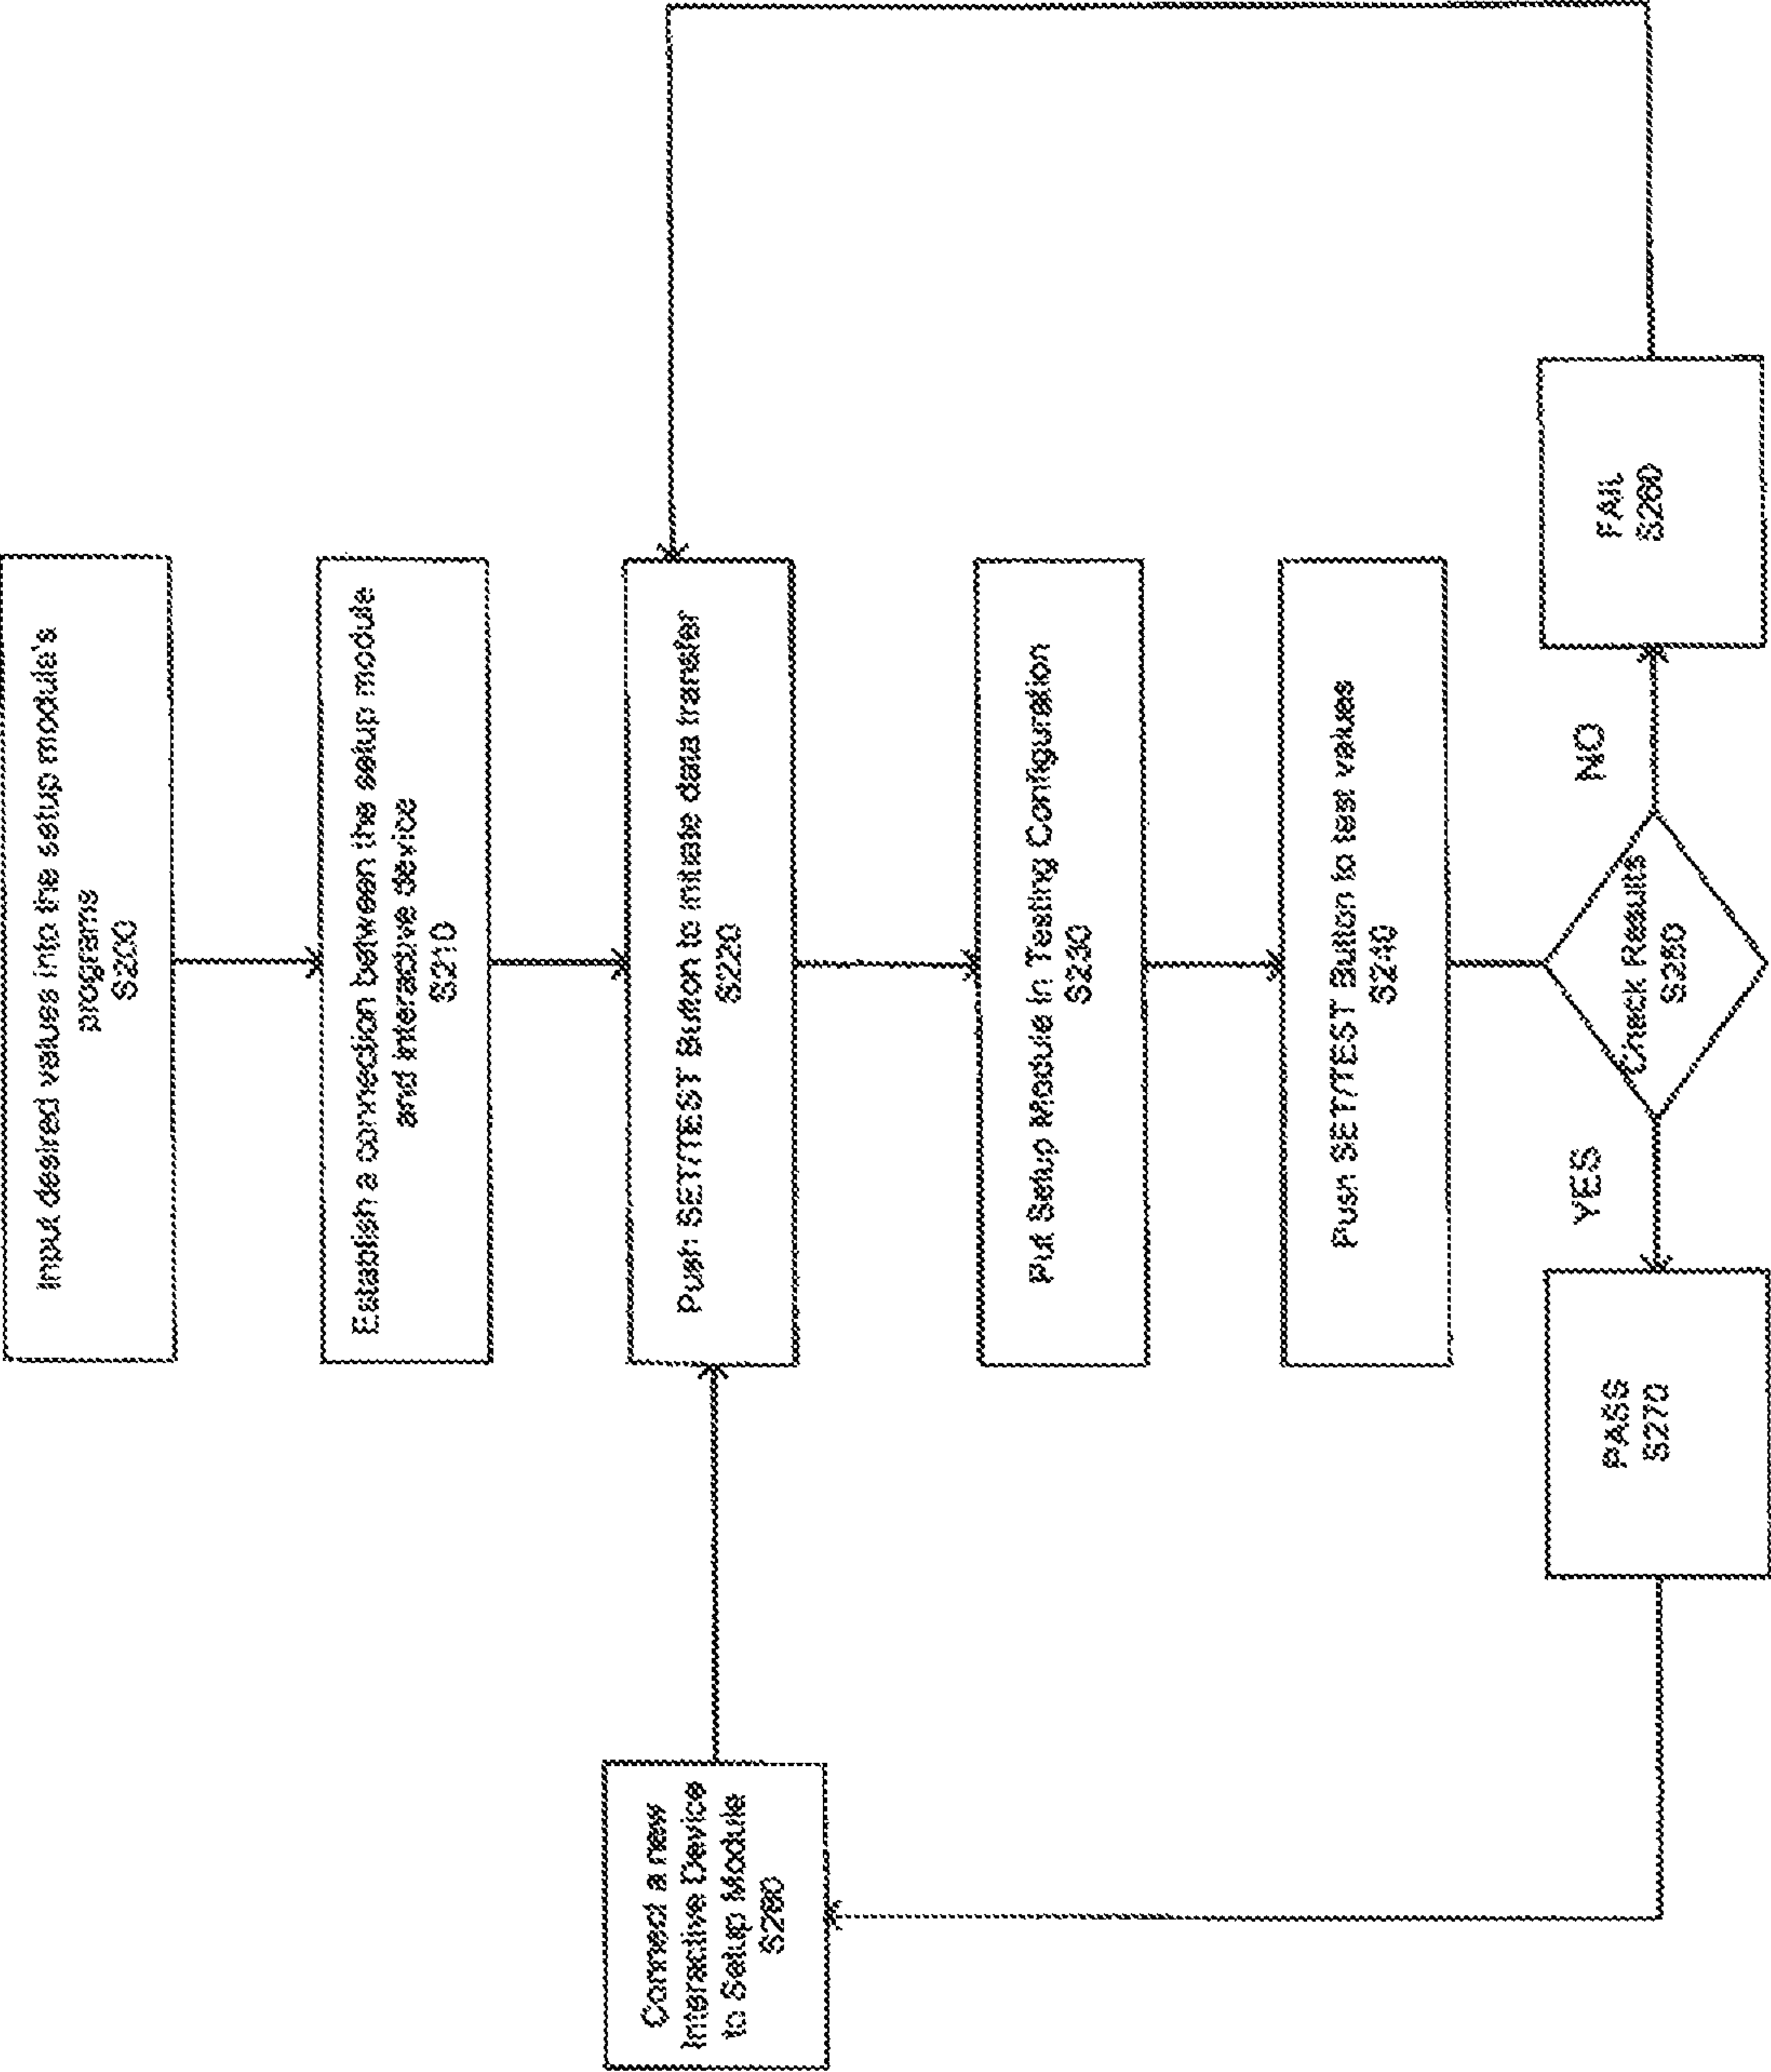 Input desired values into the setup module's
programs
S200
Establish a connection between the setup module
and interactive device
S210
Push SET/TEST Button to initiate data transfer
S220
Put Setup Module in Testing Configuration
S230
Push SET/TEST Button to test values
S240
Check Results
S250
YES
NO
PASS
S270
FAIL
S260
Connect a new
Interactive Device
to Setup Module
S280